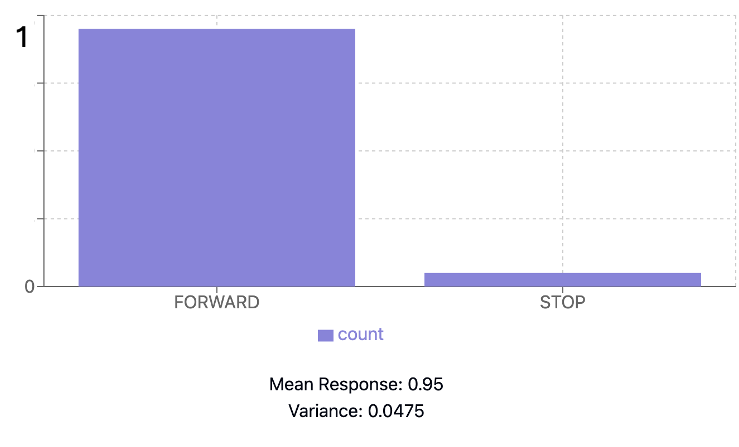 1
0
FORWARD STOP
count
Mean Response: 0.95
Variance: 0.0475